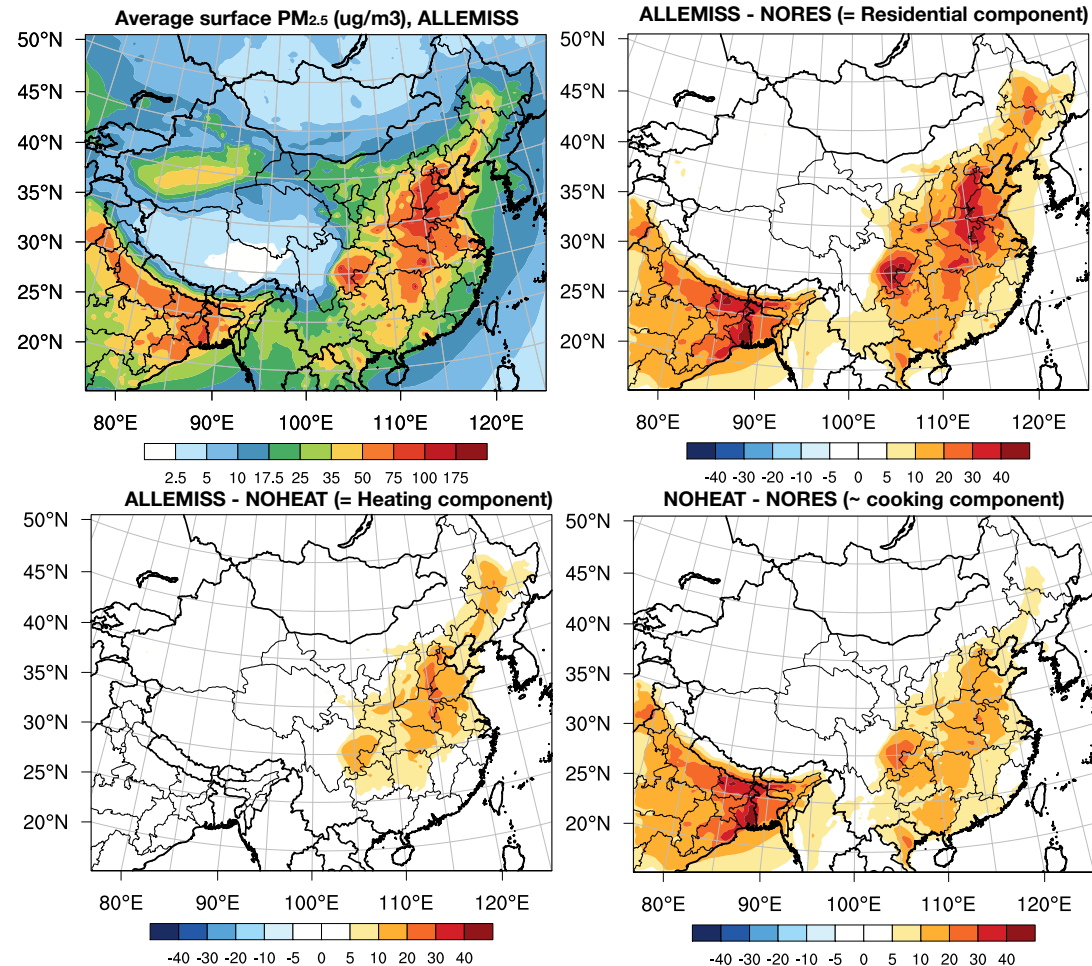 Average surface PM2.5 (ug/m3), ALLEMISS
50°N
45°N
40°N
35°N
30°N
25°N
20°N
80°E 90°E 100°E 110°E 120°E
2.5 5 10 17.5 25 35 50 75 100 175
ALLEMISS - NORES (= Residential component)
50°N
45°N
40°N
35°N
30°N
25°N
20°N
80°E 90°E 100°E 110°E 120°E
-40 -30 -20 -10 -5 0 5 10 20 30 40
ALLEMISS - NOHEAT (= Heating component)
50°N
45°N
40°N
35°N
30°N
25°N
20°N
80°E 90°E 100°E 110°E 120°E
-40 -30 -20 -10 -5 0 5 10 20 30 40
NOHEAT - NORES (~ cooking component)
50°N
45°N
40°N
35°N
30°N
25°N
20°N
80°E 90°E 100°E 110°E 120°E
-40 -30 -20 -10 -5 0 5 10 20 30 40